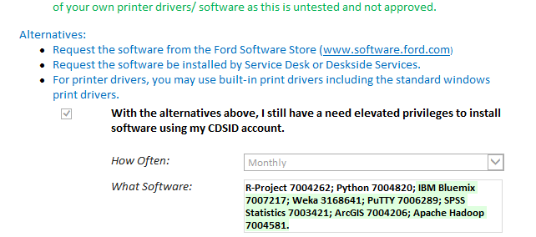 of your own printer drivers/ software as this is untested and not approved.
Alternatives:
• Request the software from the Ford Software Store (www.software.ford.com)
• Request the software be installed by Service Desk or Deskside Services.
• For printer drivers, you may use built-in print drivers including the standard windows
print drivers.
With the alternatives above, I still have a need elevated privileges to install
software using my CDSID account.
How Often: Monthly
What Software: R-Project 7004262; Python 7004820; IBM Bluemix
7007217; Weka 3168641; PuTTY 7006289; SPSS
Statistics 7003421; ArcGIS 7004206; Apache Hadoop
7004581.